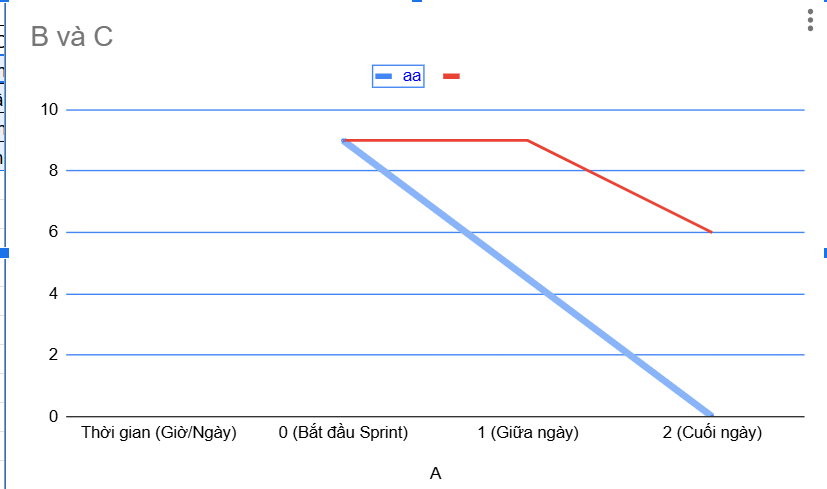 B và C
aa
10
8
6
4
2
0
Thời gian (Giờ/Ngày) 0 (Bắt đầu Sprint) 1 (Giữa ngày) 2 (Cuối ngày)
A